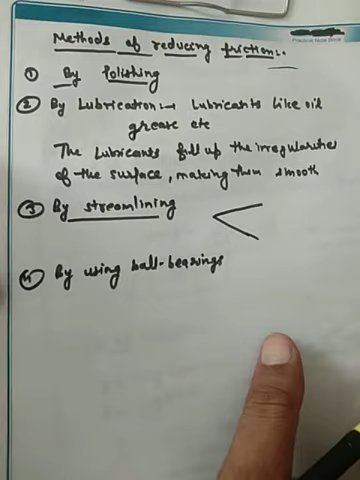 Methods of reducing friction:-
① By Polishing
② By Lubrication:→ Lubricants like oil
grease etc
The Lubricants fill up the irregularities
of the surface, making them smooth
③ By streamlining
④ By using ball-bearings